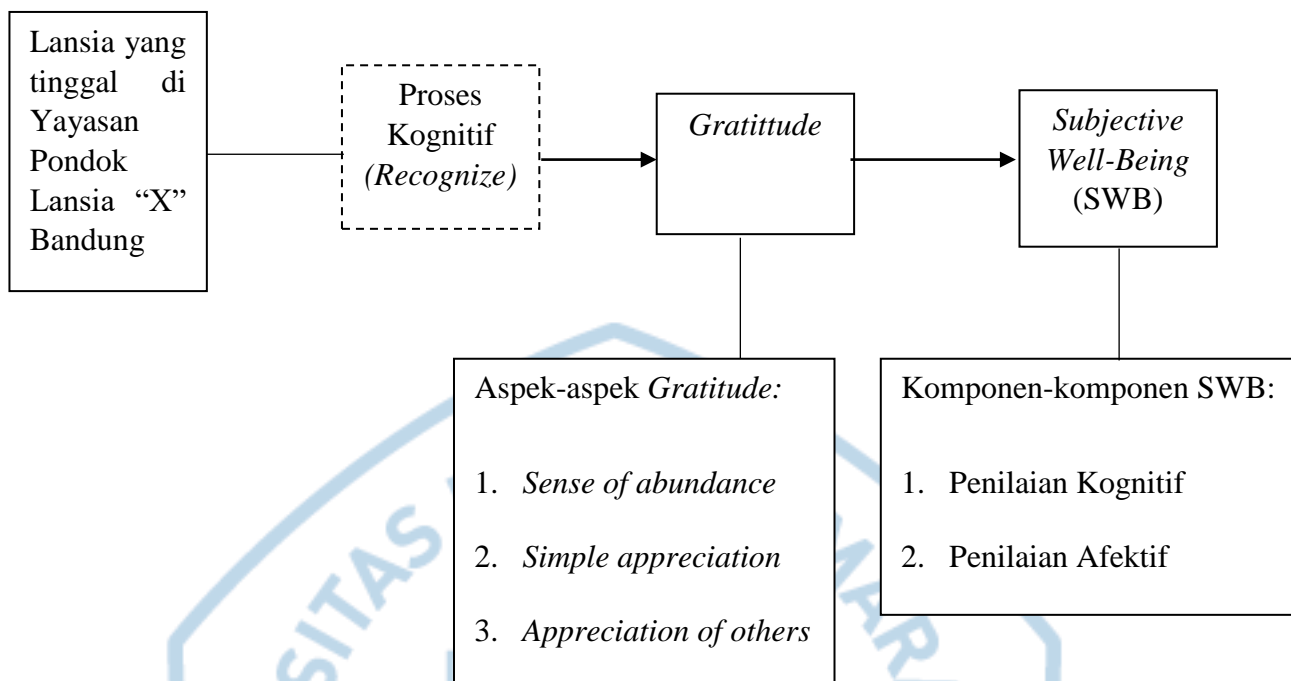 Lansia yang
tinggal di
Yayasan
Pondok
Lansia “X”
Bandung
Proses
Kognitif
(Recognize)
Gratittude
Subjective
Well-Being
(SWB)
Aspek-aspek Gratitude:
1. Sense of abundance
2. Simple appreciation
3. Appreciation of others
Komponen-komponen SWB:
1. Penilaian Kognitif
2. Penilaian Afektif